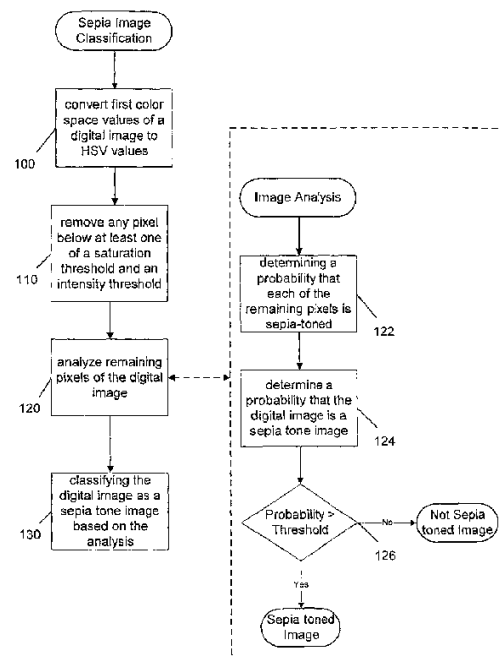 Sepia Image
Classification
convert first color
space values of a
digital image to
HSV values
100
remove any pixel
below at least one
of a saturation
threshold and an
intensity threshold
110
analyze remaining
pixels of the digital
image
120
classifying the
digital image as a
sepia tone image
based on the
analysis
130
Image Analysis
determining a
probability that
each of the
remaining pixels is
sepia-toned
122
determine a
probability that the
digital image is a
sepia tone image
124
Probability >
Threshold
126
No
Not Sepia
toned Image
Yes
Sepia toned
Image